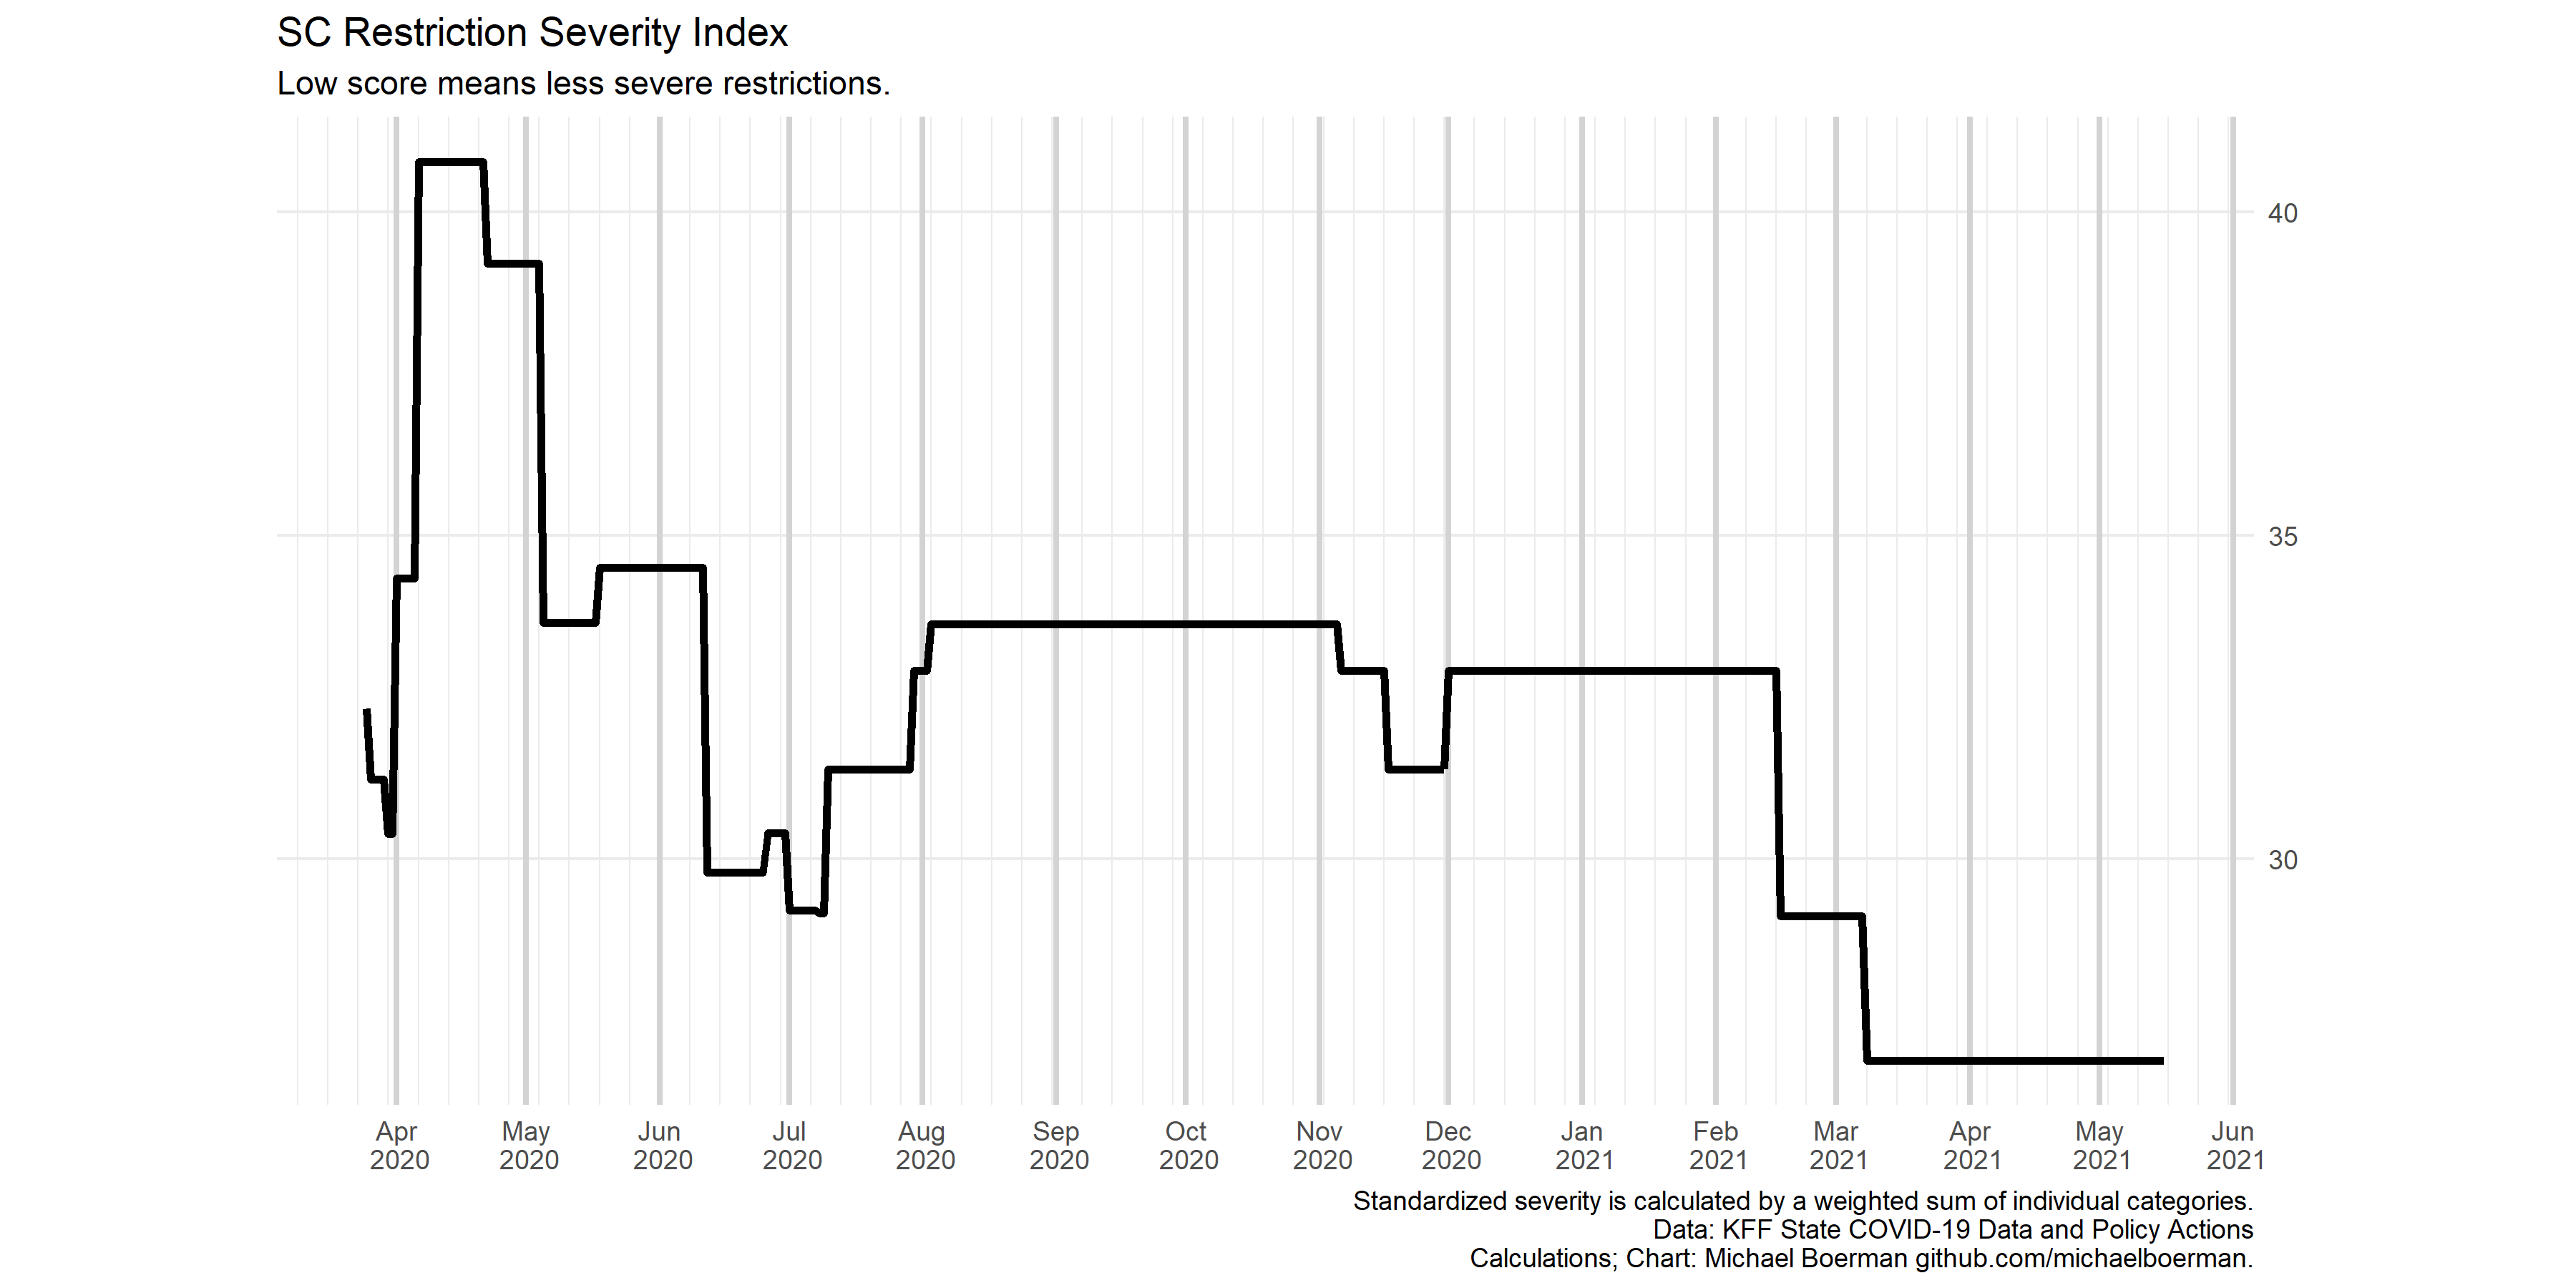 SC Restriction Severity Index
Low score means less severe restrictions.
40
35
30
Apr May Jun Jul Aug Sep Oct Nov Dec Jan Feb Mar Apr May Jun
2020 2020 2020 2020 2020 2020 2020 2020 2020 2021 2021 2021 2021 2021 2021
Standardized severity is calculated by a weighted sum of individual categories.
Data: KFF State COVID-19 Data and Policy Actions
Calculations; Chart: Michael Boerman github.com/michaelboerman.